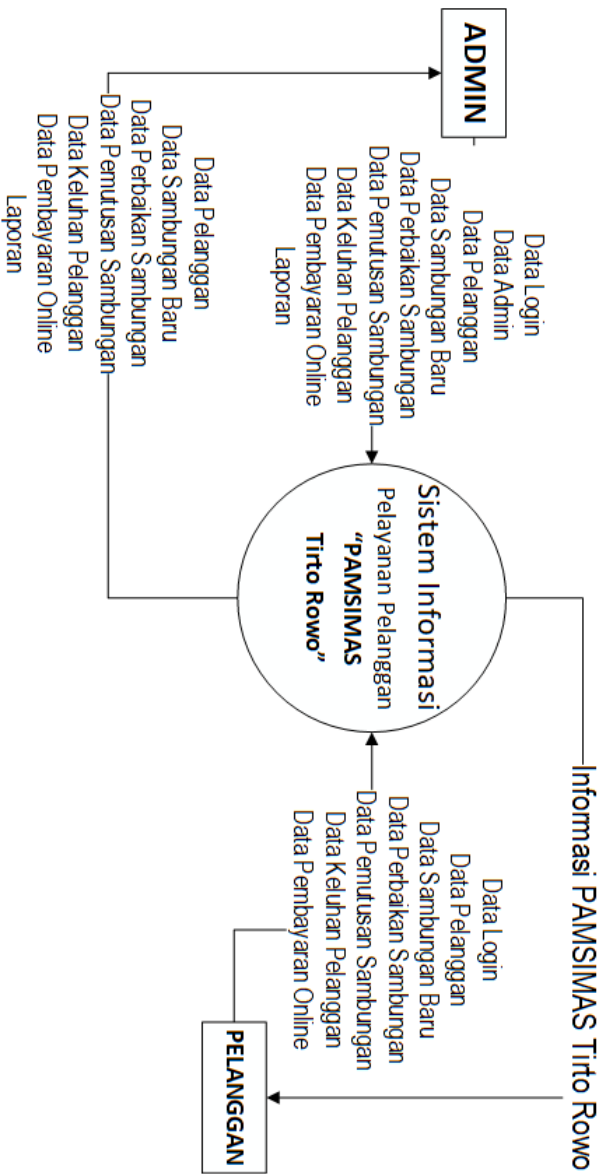 ADMIN
Data Login
Data Admin
Data Pelanggan
Data Sambungan Baru
Data Perbaikan Sambungan
Data Pemutusan Sambungan
Data Keluhan Pelanggan
Data Pembayaran Online
Laporan
Data Pelanggan
Data Sambungan Baru
Data Perbaikan Sambungan
Data Pemutusan Sambungan
Data Keluhan Pelanggan
Data Pembayaran Online
Laporan
Sistem Informasi
Pelayanan Pelanggan
“PAMSIMAS
Tirto Rowo”
Informasi PAMSIMAS Tirto Rowo
Data Login
Data Pelanggan
Data Sambungan Baru
Data Perbaikan Sambungan
Data Pemutusan Sambungan
Data Keluhan Pelanggan
Data Pembayaran Online
PELANGGAN